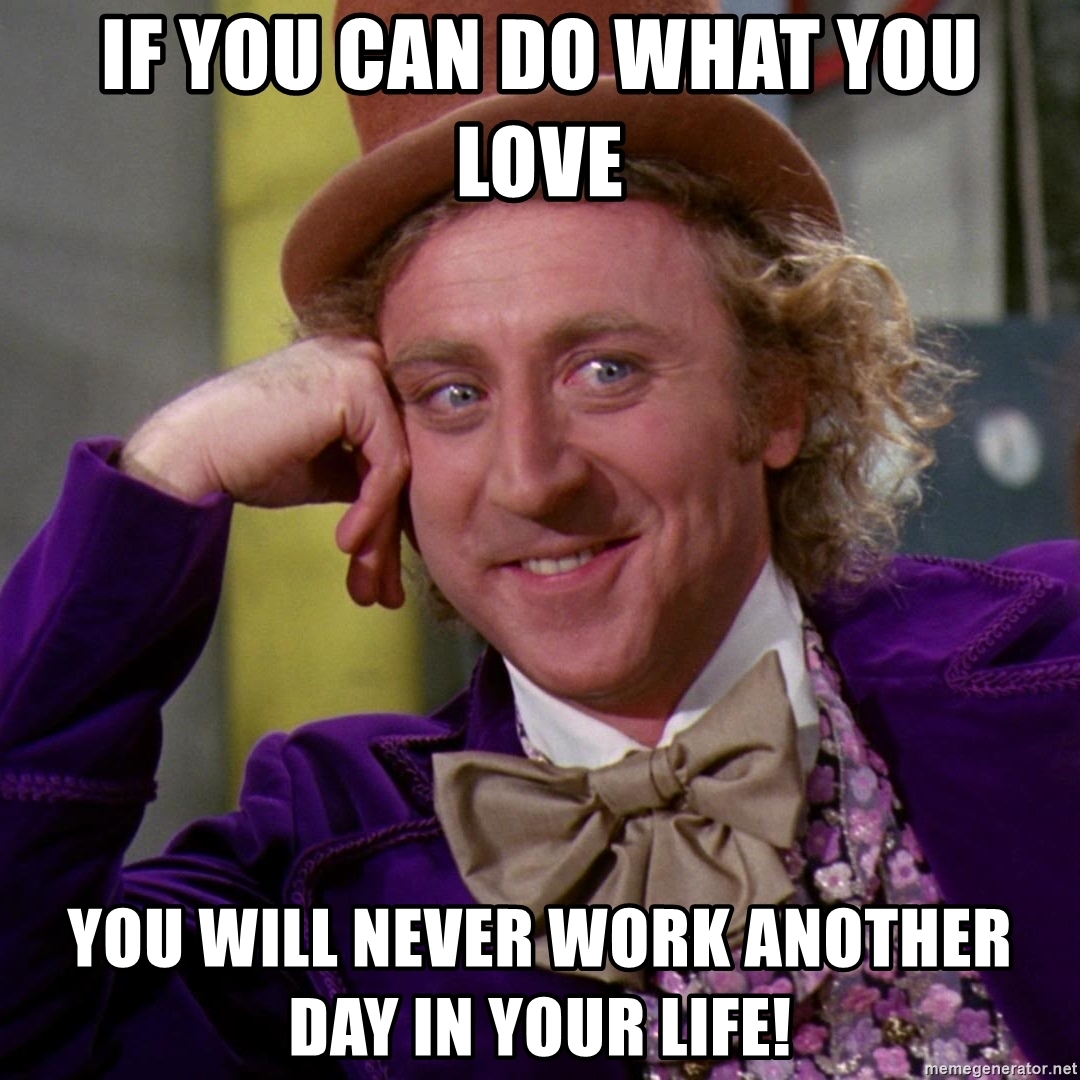 IF YOU CAN DO WHAT YOU
LOVE
YOU WILL NEVER WORK ANOTHER
DAY IN YOUR LIFE!
memegenerator.net